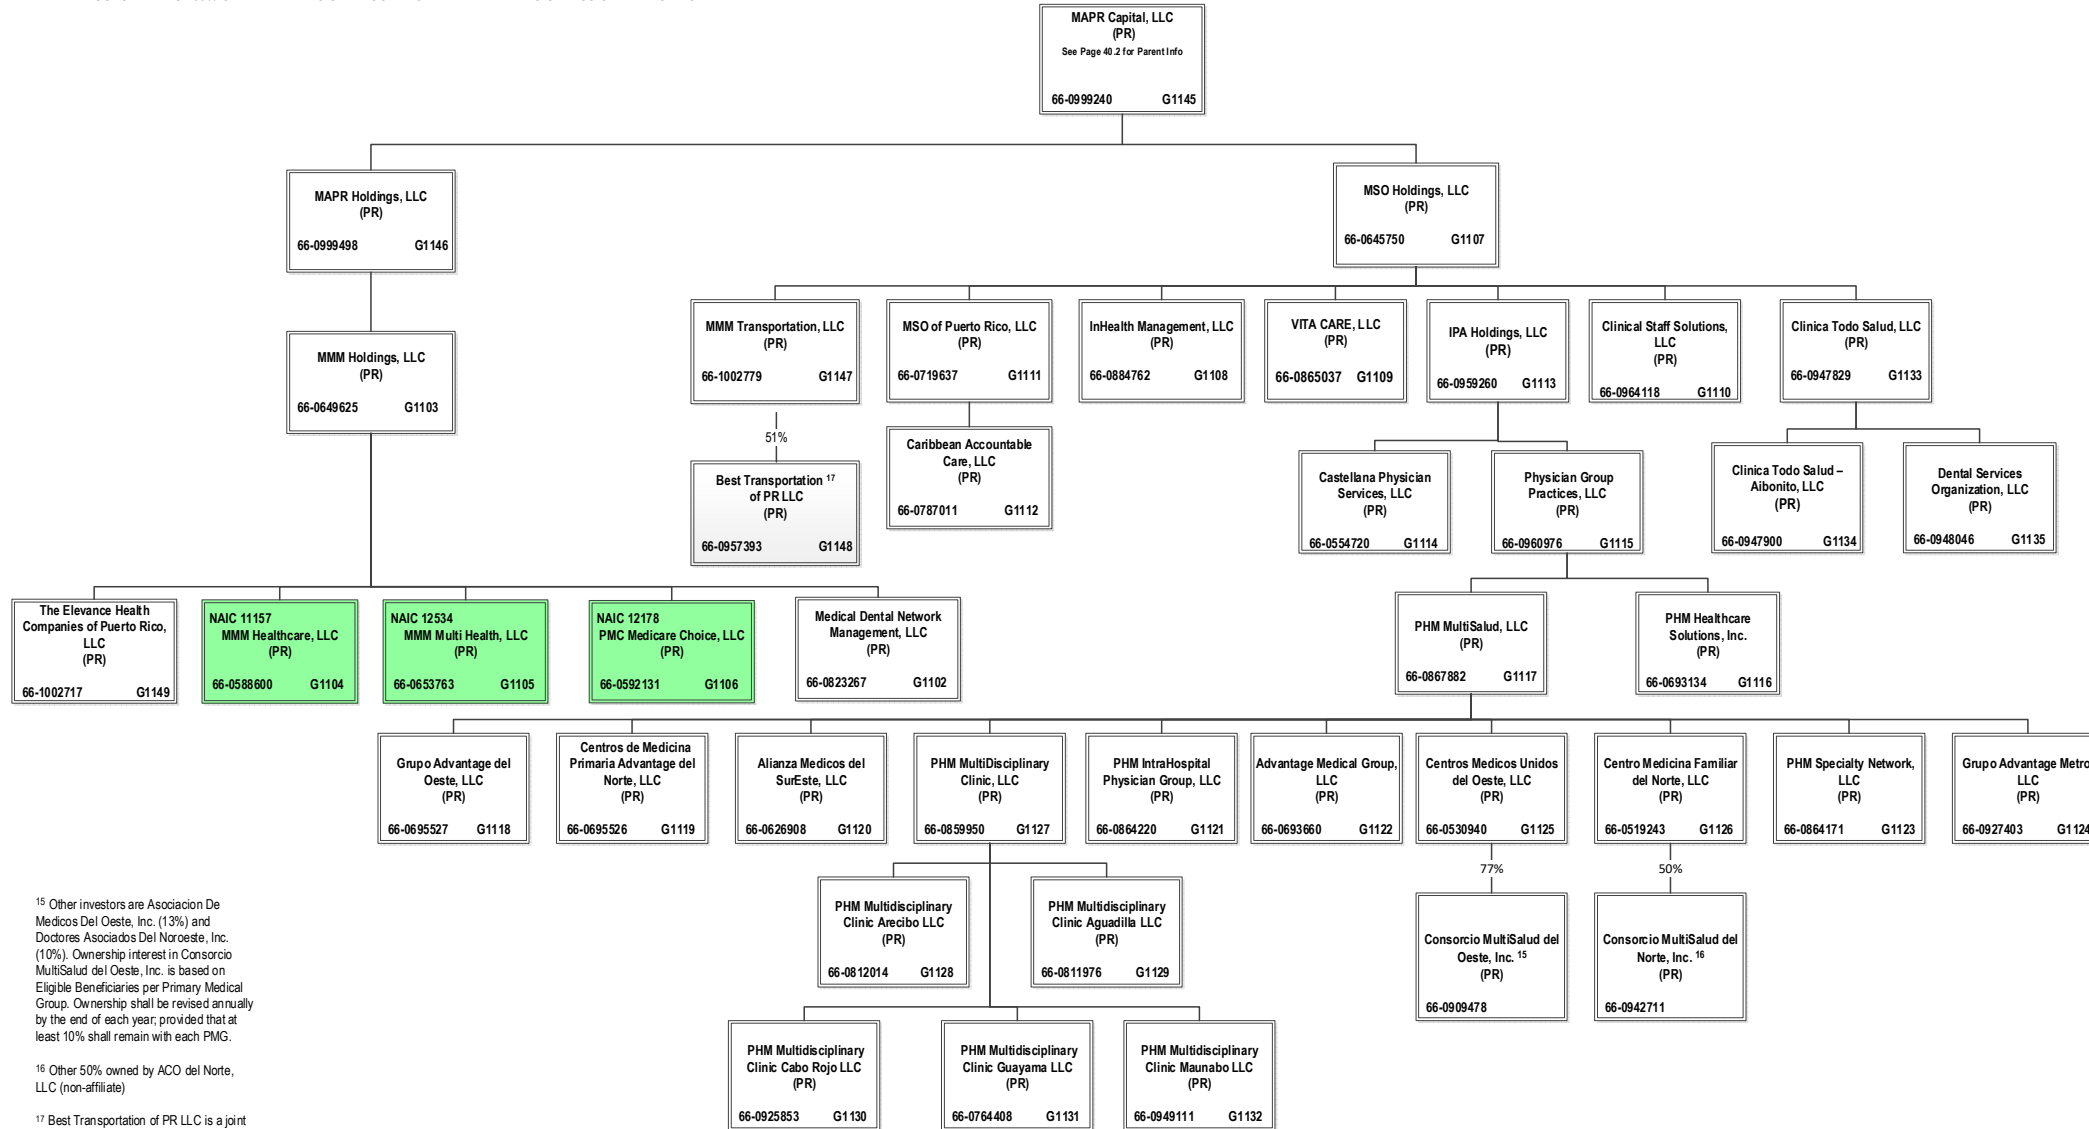 MAPR Capital, LLC
(PR)
See Page 40.2 for Parent Info
66-0999240 G1145
MAPR Holdings, LLC
(PR)
66-0999498 G1146
MSO Holdings, LLC
(PR)
66-0645750 G1107
MMM Holdings, LLC
(PR)
66-0649625 G1103
MMM Transportation, LLC
(PR)
66-1002779 G1147
MSO of Puerto Rico, LLC
(PR)
66-0719637 G1111
InHealth Management, LLC
(PR)
66-0884762 G1108
VITA CARE, LLC
(PR)
66-0865037 G1109
IPA Holdings, LLC
(PR)
66-0959260 G1113
Clinical Staff Solutions,
LLC
(PR)
66-0964118 G1110
Clinica Todo Salud, LLC
(PR)
66-0947829 G1133
51%
Best Transportation 17
of PR LLC
(PR)
66-0957393 G1148
Caribbean Accountable
Care, LLC
(PR)
66-0787011 G1112
Castellana Physician
Services, LLC
(PR)
66-0554720 G1114
Physician Group
Practices, LLC
(PR)
66-0960976 G1115
Clinica Todo Salud –
Aibonito, LLC
(PR)
66-0947900 G1134
Dental Services
Organization, LLC
(PR)
66-0948046 G1135
The Elevance Health
Companies of Puerto Rico,
LLC
(PR)
66-1002717 G1149
NAIC 11157
MMM Healthcare, LLC
(PR)
66-0588600 G1104
NAIC 12534
MMM Multi Health, LLC
(PR)
66-0653763 G1105
NAIC 12178
PMC Medicare Choice, LLC
(PR)
66-0592131 G1106
Medical Dental Network
Management, LLC
(PR)
66-0823267 G1102
PHM MultiSalud, LLC
(PR)
66-0867882 G1117
PHM Healthcare
Solutions, Inc.
(PR)
66-0693134 G1116
Grupo Advantage del
Oeste, LLC
(PR)
66-0695527 G1118
Centros de Medicina
Primaria Advantage del
Norte, LLC
(PR)
66-0695526 G1119
Alianza Medicos del
SurEste, LLC
(PR)
66-0626908 G1120
PHM MultiDisciplinary
Clinic, LLC
(PR)
66-0859950 G1127
PHM IntraHospital
Physician Group, LLC
(PR)
66-0864220 G1121
Advantage Medical Group,
LLC
(PR)
66-0693660 G1122
Centros Medicos Unidos
del Oeste, LLC
(PR)
66-0530940 G1125
Centro Medicina Familiar
del Norte, LLC
(PR)
66-0519243 G1126
PHM Specialty Network,
LLC
(PR)
66-0864171 G1123
Grupo Advantage Metro
LLC
(PR)
66-0927403 G1124
77%
50%
PHM Multidisciplinary
Clinic Arecibo LLC
(PR)
66-0812014 G1128
PHM Multidisciplinary
Clinic Aguadilla LLC
(PR)
66-0811976 G1129
Consorcio MultiSalud del
Oeste, Inc. 15
(PR)
66-0909478
Consorcio MultiSalud del
Norte, Inc. 16
(PR)
66-0942711
PHM Multidisciplinary
Clinic Cabo Rojo LLC
(PR)
66-0925853 G1130
PHM Multidisciplinary
Clinic Guayama LLC
(PR)
66-0764408 G1131
PHM Multidisciplinary
Clinic Maunabo LLC
(PR)
66-0949111 G1132
15 Other investors are Asociacion De
Medicos Del Oeste, Inc. (13%) and
Doctores Asociados Del Noroeste, Inc.
(10%). Ownership interest in Consorcio
MultiSalud del Oeste, Inc. is based on
Eligible Beneficiaries per Primary Medical
Group. Ownership shall be revised annually
by the end of each year; provided that at
least 10% shall remain with each PMG.
16 Other 50% owned by ACO del Norte,
LLC (non-affiliate)
17 Best Transportation of PR LLC is a joint